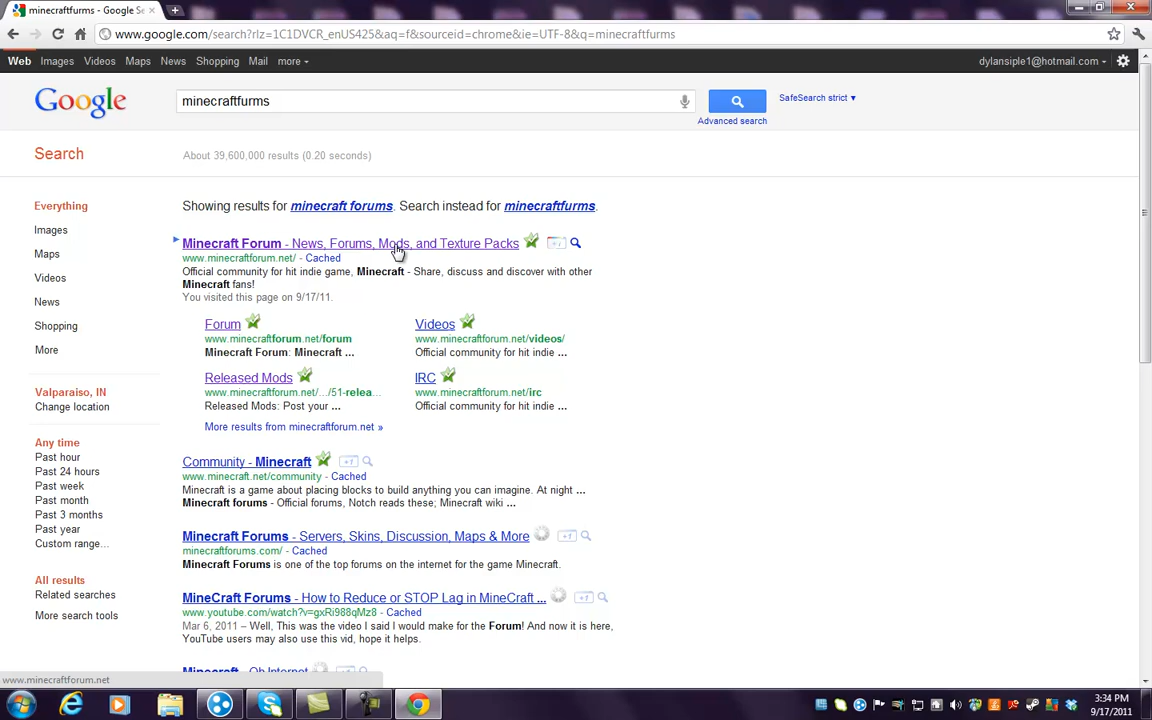 minecraftfurms - Google Se
www.google.com/search?rlz=1C1DVCR_enUS425&aq=f&sourceid=chrome&ie=UTF-8&q=minecraftfurms
Web Images Videos Maps News Shopping Mail more
dylansiple1@hotmail.com
Google
minecraftfurms
SafeSearch strict ▼
Advanced search
Search
About 39,600,000 results (0.20 seconds)
Everything
Images
Maps
Videos
News
Shopping
More
Valparaiso, IN
Change location
Any time
Past hour
Past 24 hours
Past week
Past month
Past 3 months
Past year
Custom range...
All results
Related searches
More search tools
Showing results for minecraft forums. Search instead for minecraftfurms.
Minecraft Forum - News, Forums, Mods, and Texture Packs
www.minecraftforum.net/ - Cached
Official community for hit indie game, Minecraft - Share, discuss and discover with other
Minecraft fans!
You visited this page on 9/17/11.
Forum
www.minecraftforum.net/forum
Minecraft Forum: Minecraft ...
Videos
www.minecraftforum.net/videos/
Official community for hit indie ...
Released Mods
www.minecraftforum.net/.../51-relea...
Released Mods: Post your ...
IRC
www.minecraftforum.net/irc
Official community for hit indie ...
More results from minecraftforum.net »
Community - Minecraft
+1
www.minecraft.net/community - Cached
Minecraft is a game about placing blocks to build anything you can imagine. At night ...
Minecraft forums - Official forums, Notch reads these; Minecraft wiki ...
Minecraft Forums - Servers, Skins, Discussion, Maps & More
+1
minecraftforums.com/ - Cached
Minecraft Forums is one of the top forums on the internet for the game Minecraft.
MineCraft Forums - How to Reduce or STOP Lag in MineCraft ...
+1
www.youtube.com/watch?v=gxRi988qMz8 - Cached
Mar 6, 2011 – Well, This was the video I said I would make for the Forum! And now it is here,
YouTube users may also use this vid, hope it helps.
Minecraft - Oh Internet
www.minecraftforum.net
3:34 PM
9/17/2011